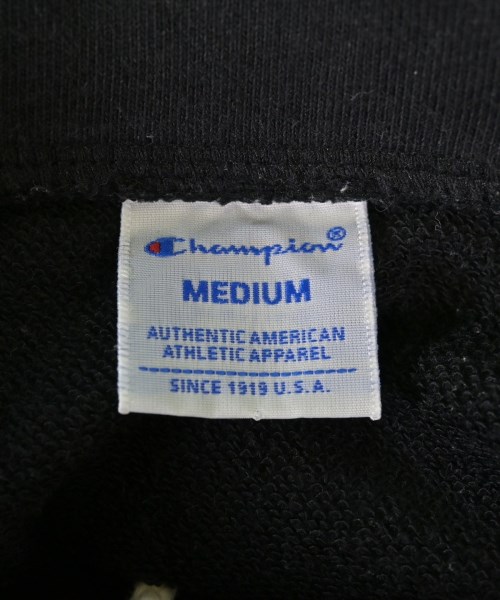 Champion®
MEDIUM
AUTHENTIC AMERICAN
ATHLETIC APPAREL
SINCE 1919 U.S.A.